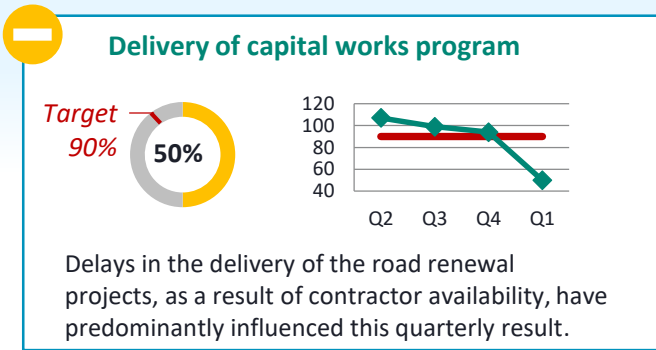 Delivery of capital works program
Target
90%
50%
120
100
80
60
40
Q2 Q3 Q4 Q1
Delays in the delivery of the road renewal
projects, as a result of contractor availability, have
predominantly influenced this quarterly result.